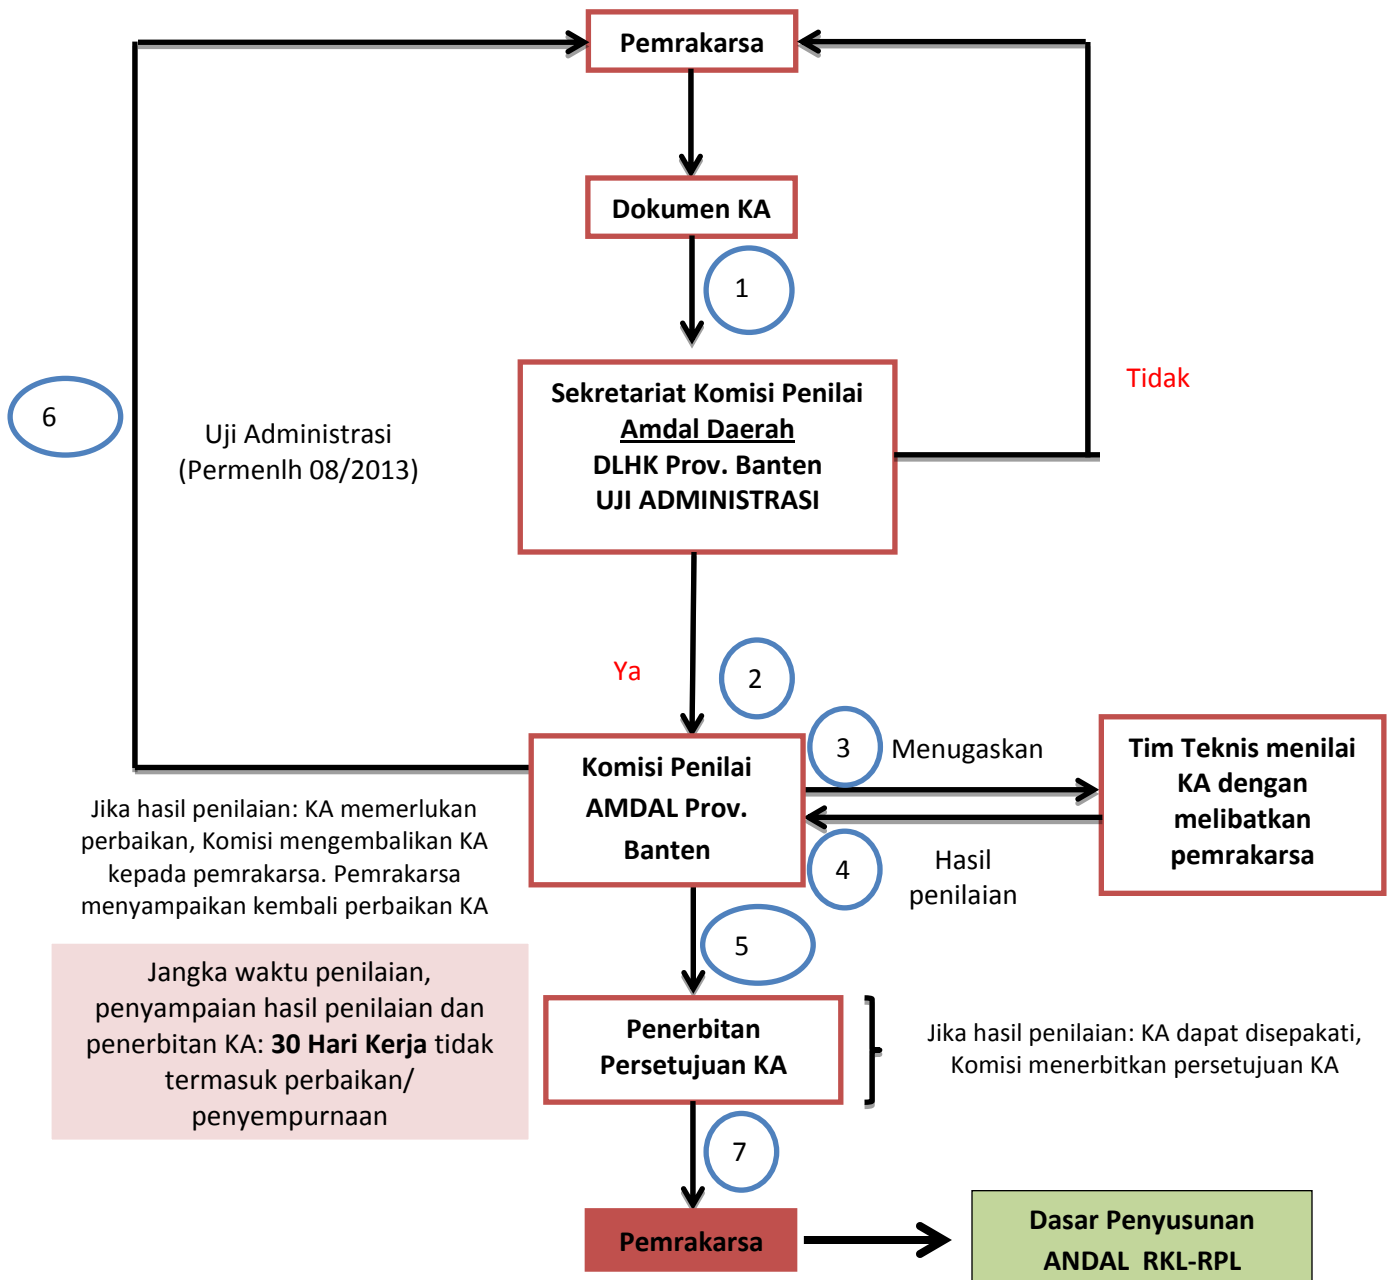 Pemrakarsa
Dokumen KA
1
Sekretariat Komisi Penilai
Amdal Daerah
DLHK Prov. Banten
UJI ADMINISTRASI
Tidak
6
Uji Administrasi
(Permenlh 08/2013)
Ya
2
3
Menugaskan
Komisi Penilai
AMDAL Prov.
Banten
Tim Teknis menilai
KA dengan
melibatkan
pemrakarsa
4
Hasil
penilaian
Jika hasil penilaian: KA memerlukan
perbaikan, Komisi mengembalikan KA
kepada pemrakarsa. Pemrakarsa
menyampaikan kembali perbaikan KA
5
Jangka waktu penilaian,
penyampaian hasil penilaian dan
penerbitan KA: 30 Hari Kerja tidak
termasuk perbaikan/
penyempurnaan
Penerbitan
Persetujuan KA
Jika hasil penilaian: KA dapat disepakati,
Komisi menerbitkan persetujuan KA
7
Pemrakarsa
Dasar Penyusunan
ANDAL RKL-RPL